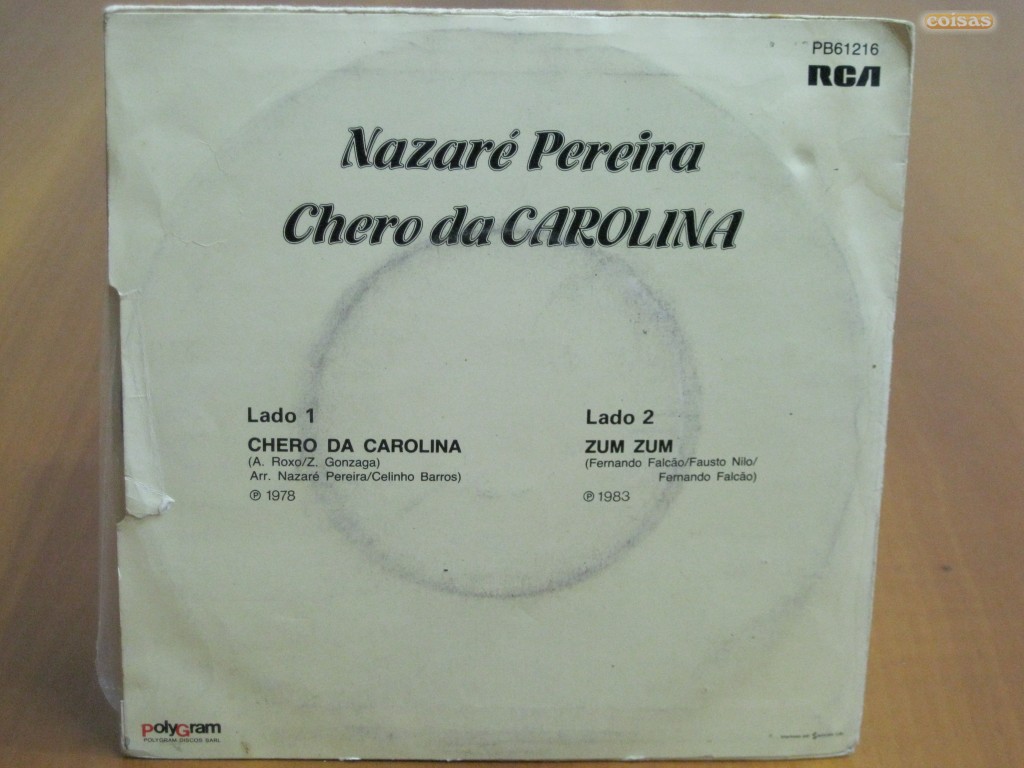 coisas
PB61216
RCA
Nazaré Pereira
Chero da CAROLINA
Lado 1
CHERO DA CAROLINA
(A. Roxo/Z. Gonzaga)
Arr. Nazaré Pereira/Celinho Barros)
℗ 1978
Lado 2
ZUM ZUM
(Fernando Falcão/Fausto Nilo/
Fernando Falcão)
℗ 1983
PolyGram
POLYGRAM DISCOS SARL